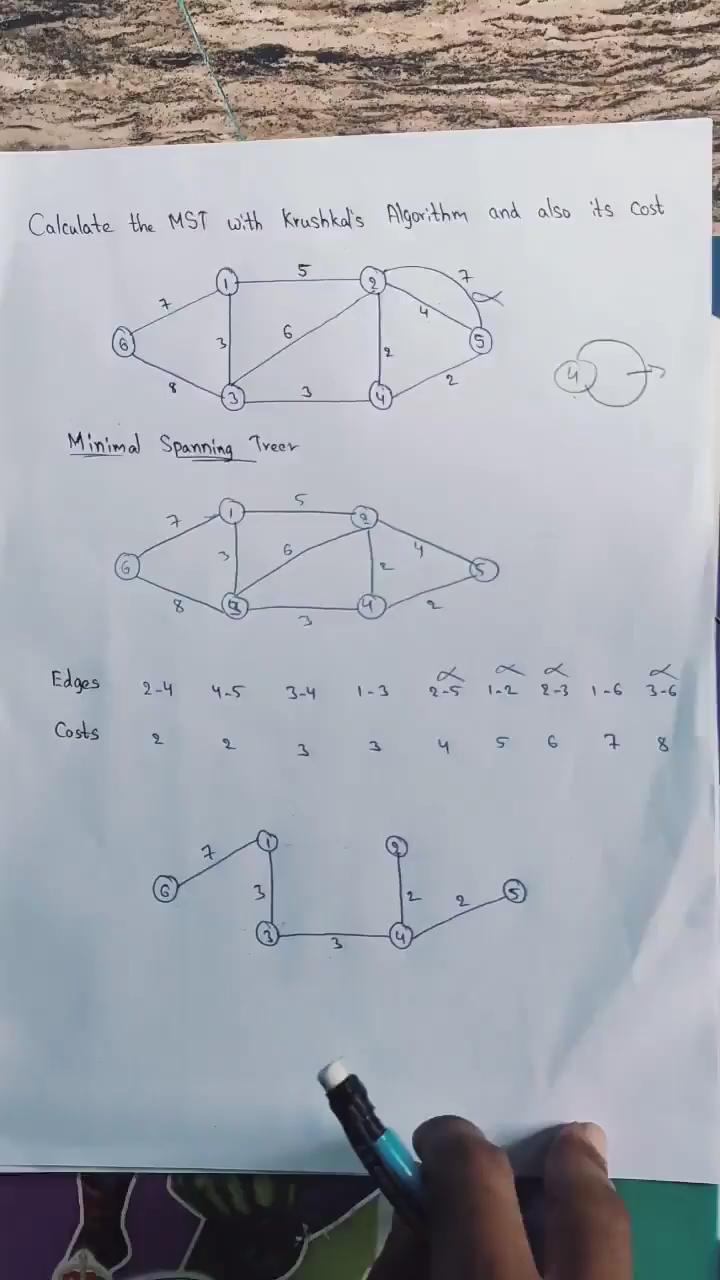 Calculate the MST with Krushkal's Algorithm and also its cost
1 5 2 7
7 6 4
6 3 2 5 4
8 3 3 4 2
Minimal Spanning Treer
7 1 5 2
6 3 6 2 4 5
8 3 3 4 2
Edges 2-4 4-5 3-4 1-3 2-5 1-2 2-3 1-6 3-6
Costs 2 2 3 3 4 5 6 7 8
7 1 2
6 3 2 2 5
3 3 4